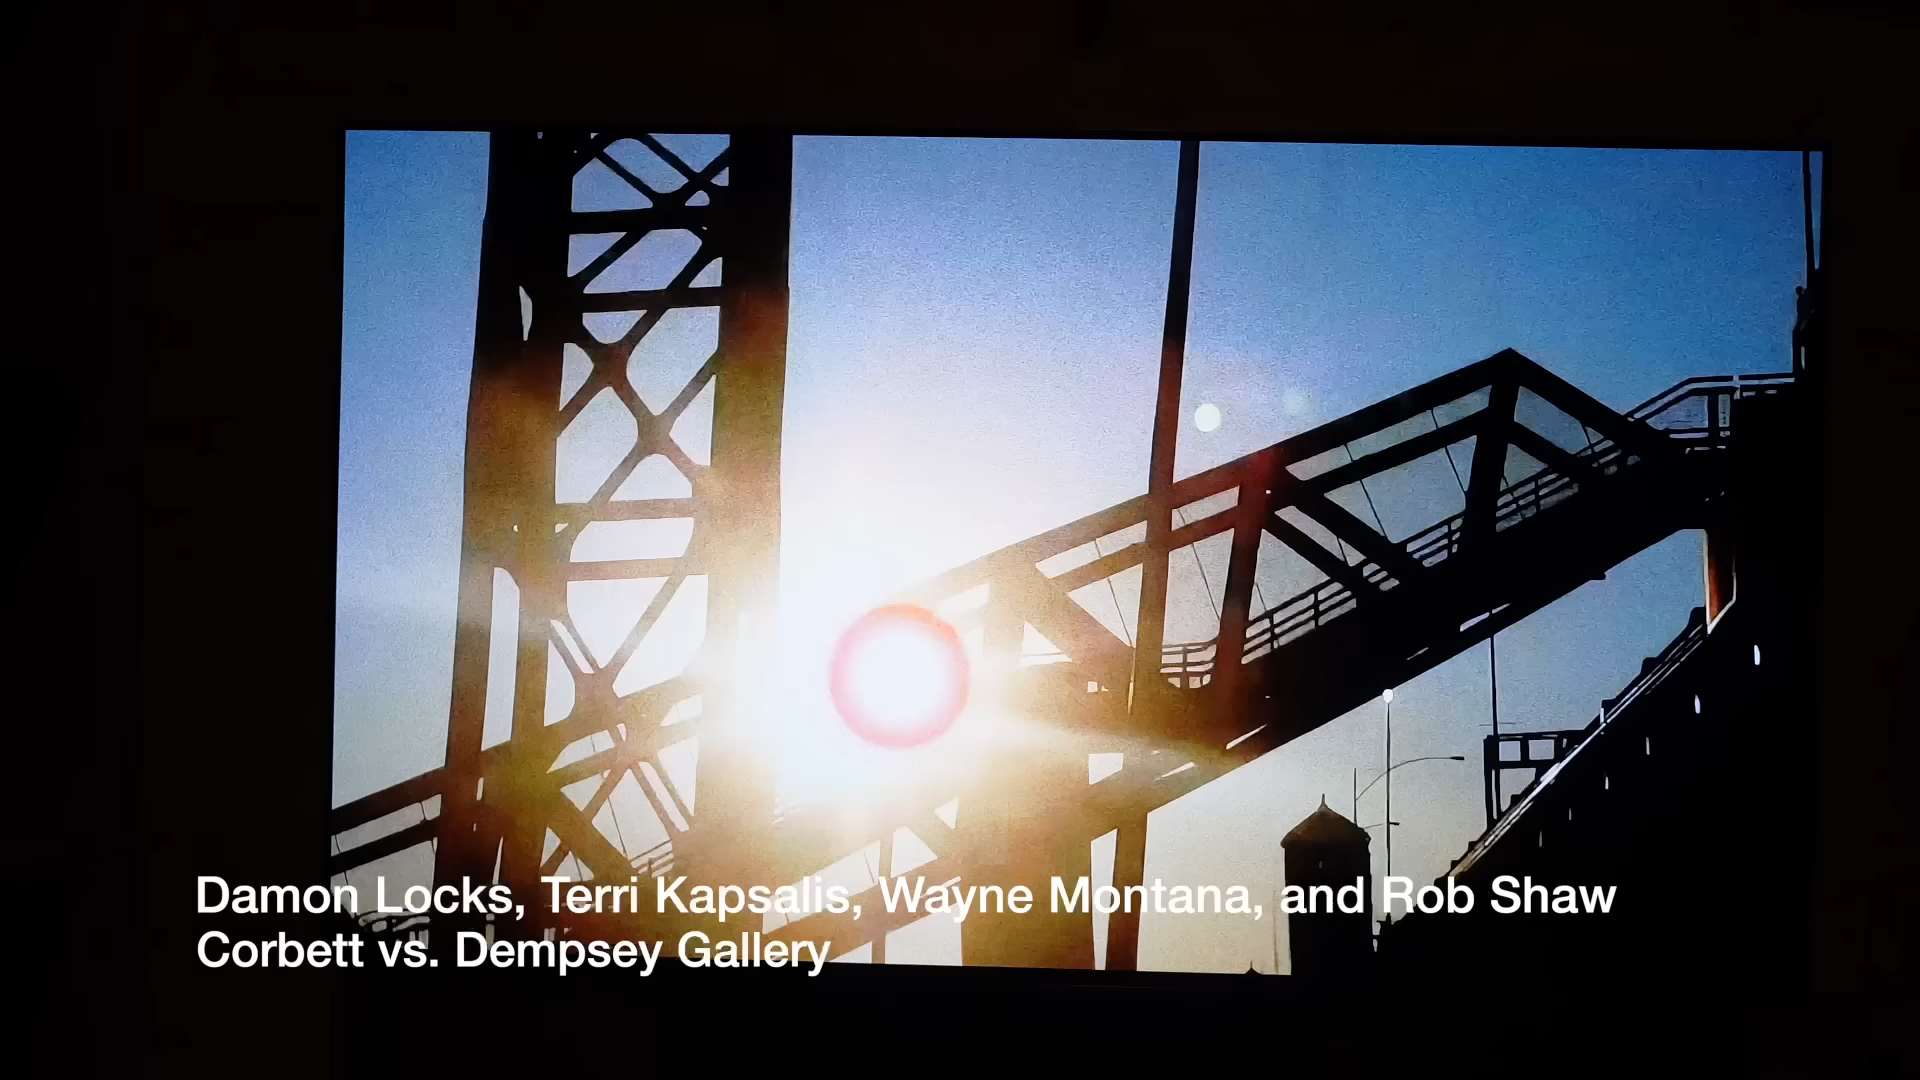 Damon Locks, Terri Kapsalis, Wayne Montana, and Rob Shaw
Corbett vs. Dempsey Gallery